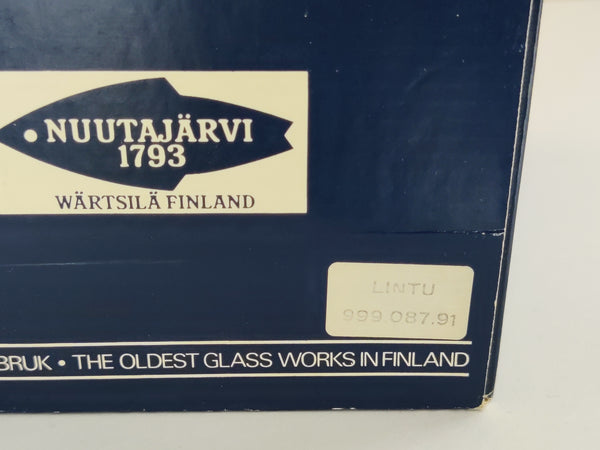 NUUTAJÄRVI
1793
WÄRTSILÄ FINLAND
LINTU
999.087.91
BRUK • THE OLDEST GLASS WORKS IN FINLAND